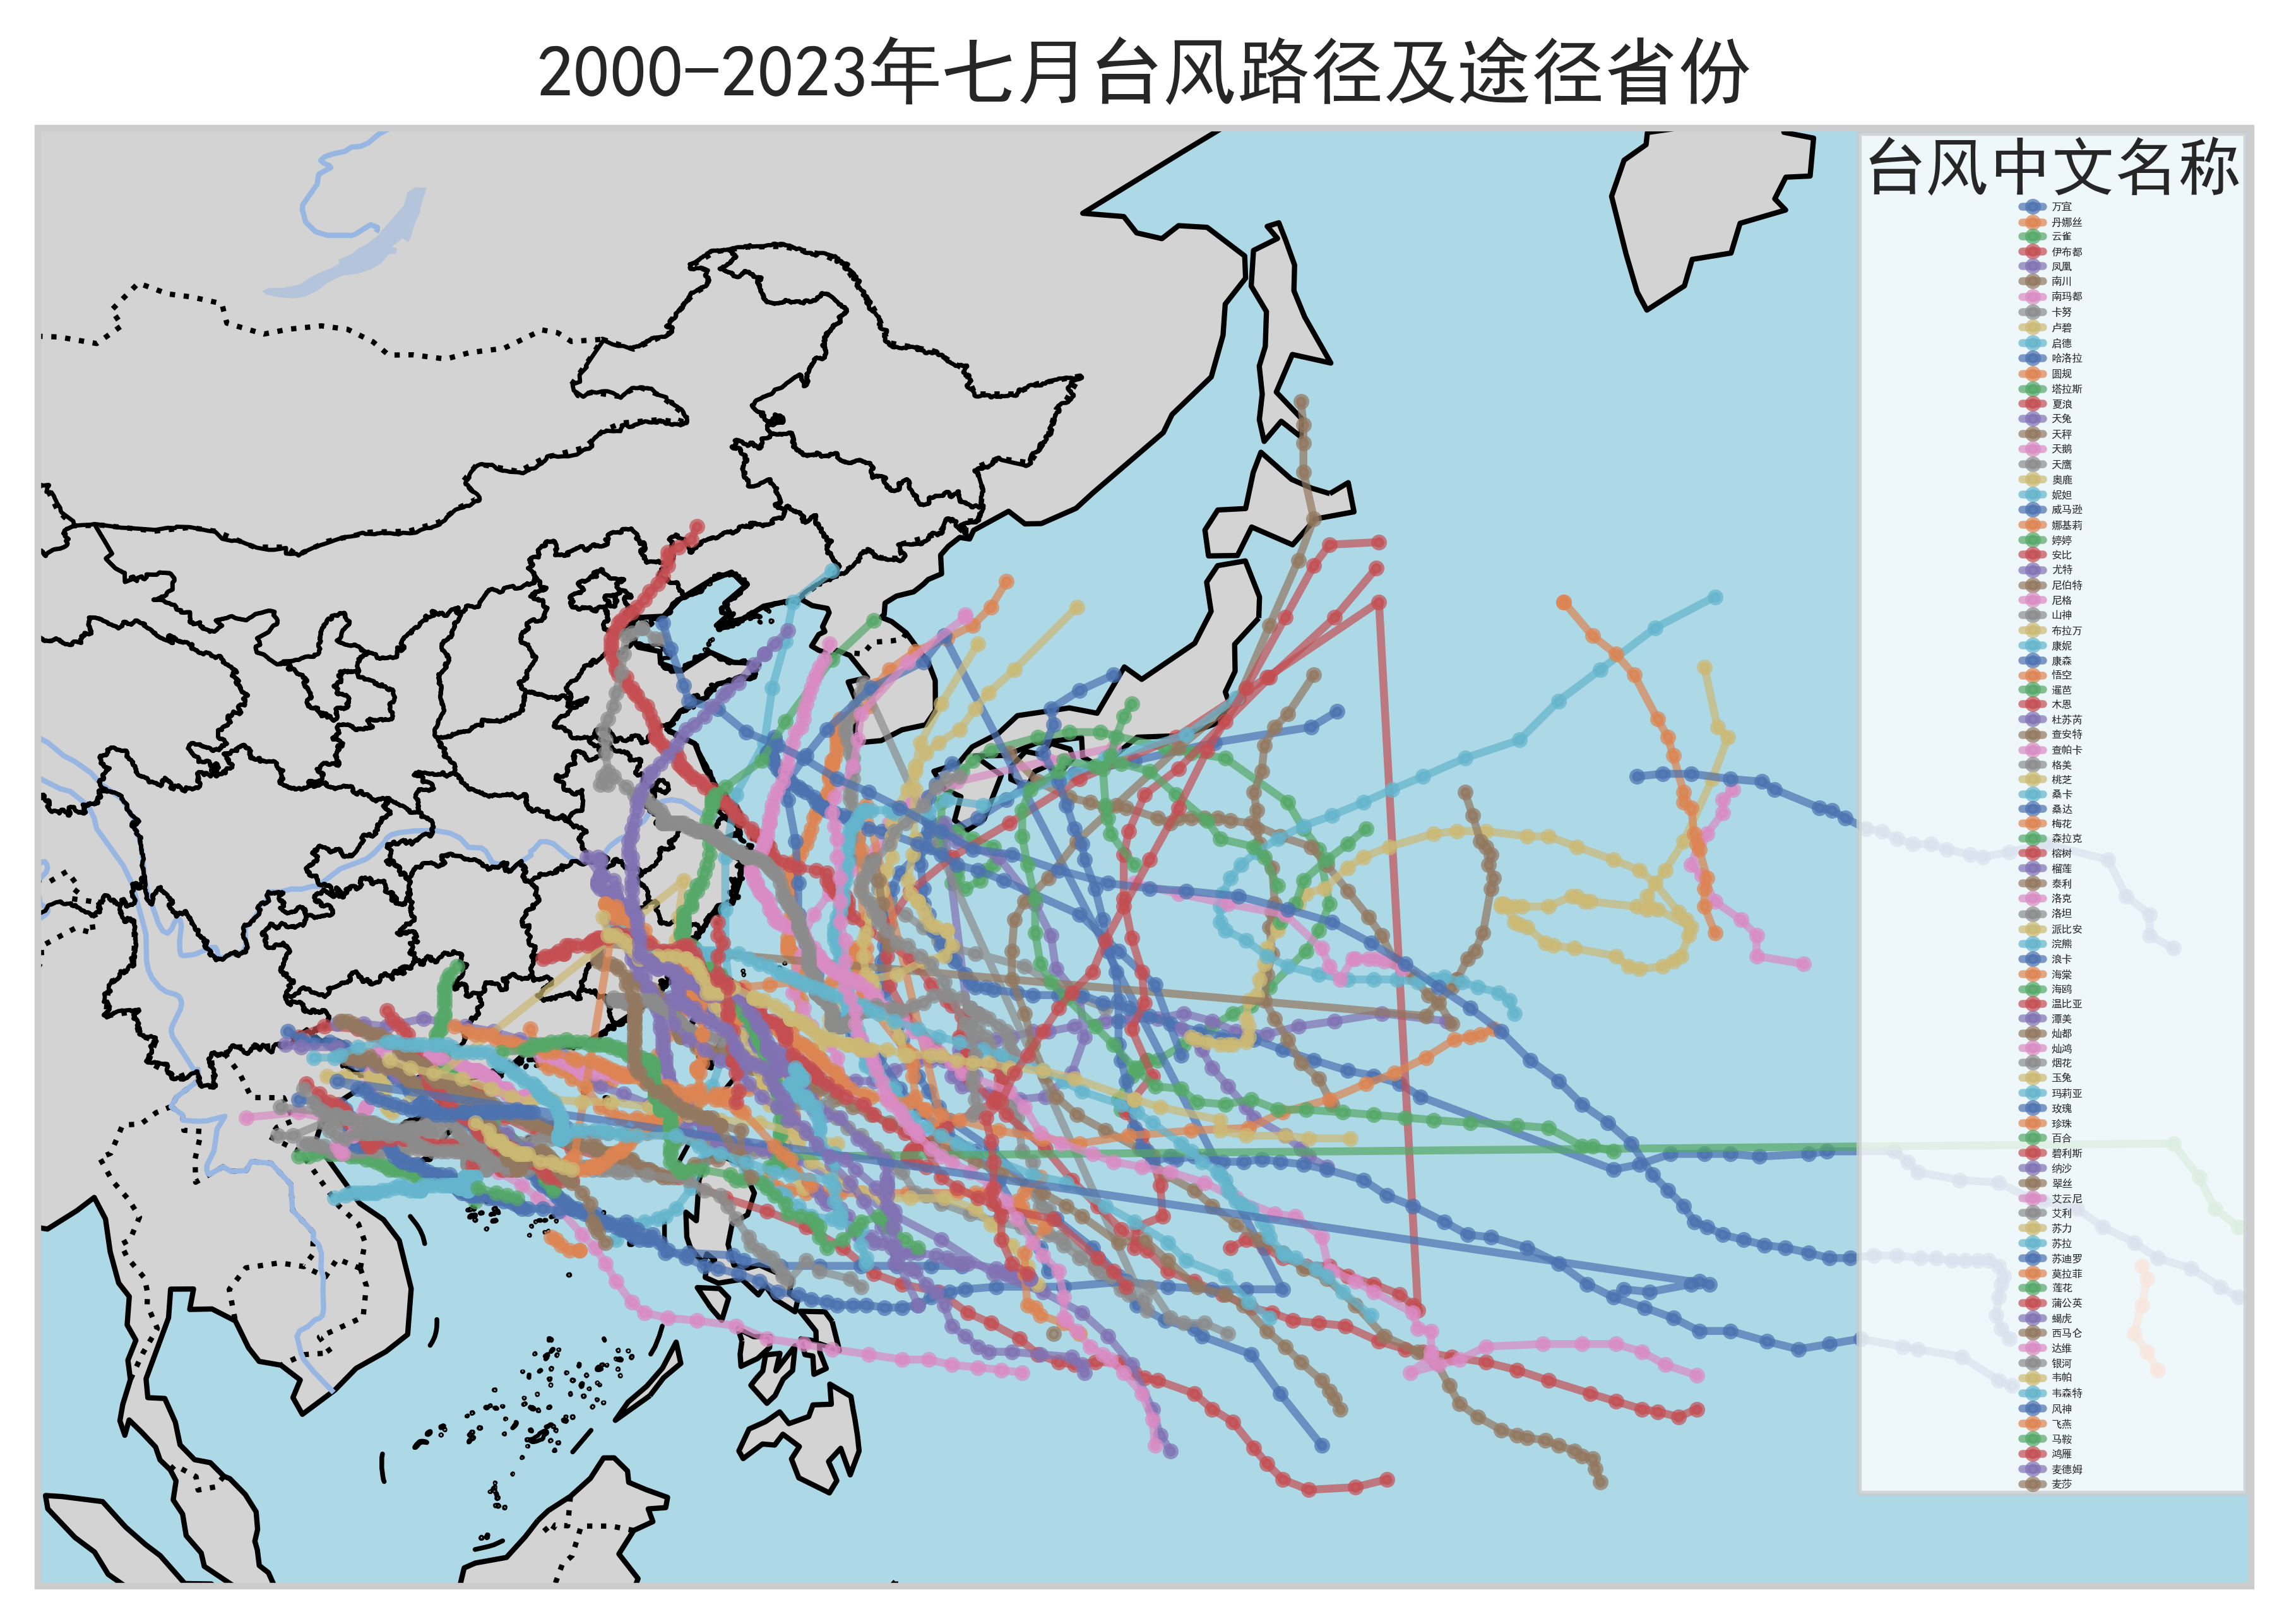 2000-2023年七月台风路径及途径省份
台风中文名称
万宜
丹娜丝
云雀
伊布都
凤凰
南川
南玛都
卡努
卢碧
启德
哈洛拉
圆规
塔拉斯
夏浪
天兔
天秤
天鹅
天鹰
奥鹿
妮妲
威马逊
娜基莉
婷婷
安比
尤特
尼伯特
尼格
山神
布拉万
康妮
康森
悟空
暹芭
木恩
杜苏芮
查安特
查帕卡
格美
桃芝
桑卡
桑达
梅花
森拉克
榕树
榴莲
泰利
洛克
洛坦
派比安
浣熊
浪卡
海棠
海鸥
温比亚
潭美
灿都
灿鸿
烟花
玉兔
玛莉亚
玫瑰
珍珠
百合
碧利斯
纳沙
翠丝
艾云尼
艾利
苏力
苏拉
苏迪罗
莫拉菲
莲花
蒲公英
蝎虎
西马仑
达维
银河
韦帕
韦森特
风神
飞燕
马鞍
鸿雁
麦德姆
麦莎